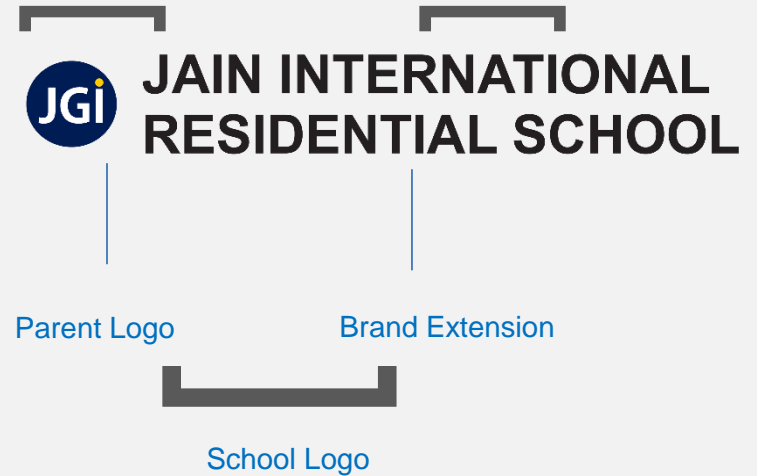 JGi
JAIN INTERNATIONAL
RESIDENTIAL SCHOOL
Parent Logo
Brand Extension
School Logo